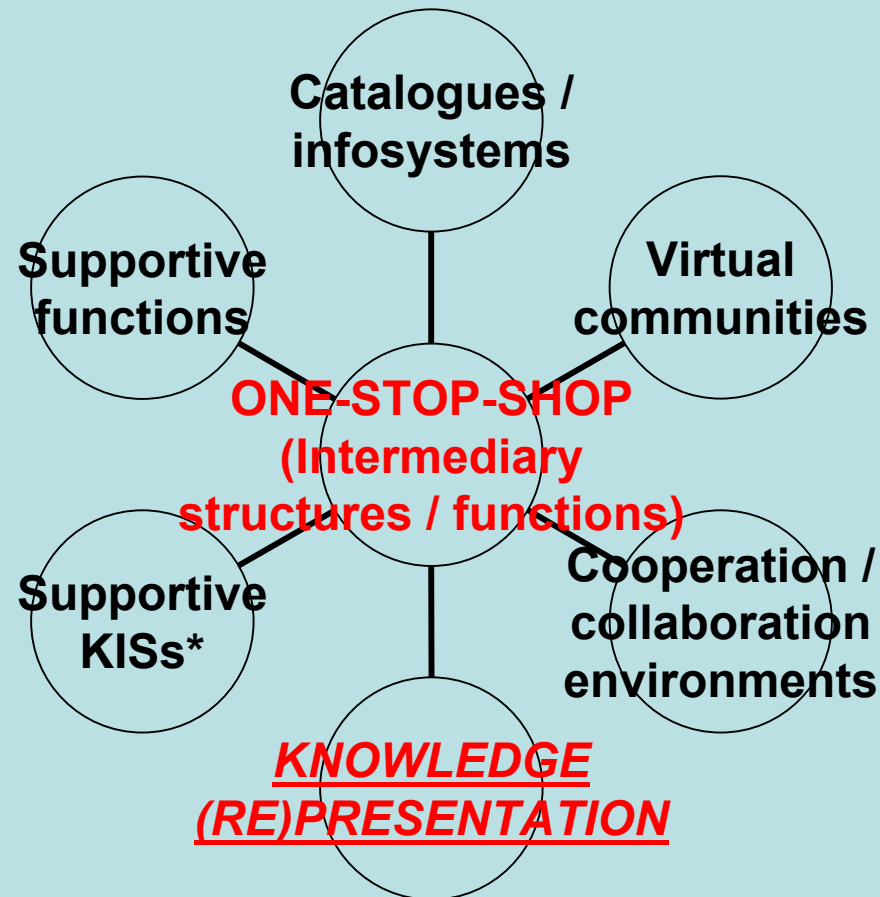 Catalogues /
infosystems
Supportive
functions
Virtual
communities
ONE-STOP-SHOP
(Intermediary
structures / functions)
Supportive
KISs*
Cooperation /
collaboration
environments
KNOWLEDGE
(RE)PRESENTATION